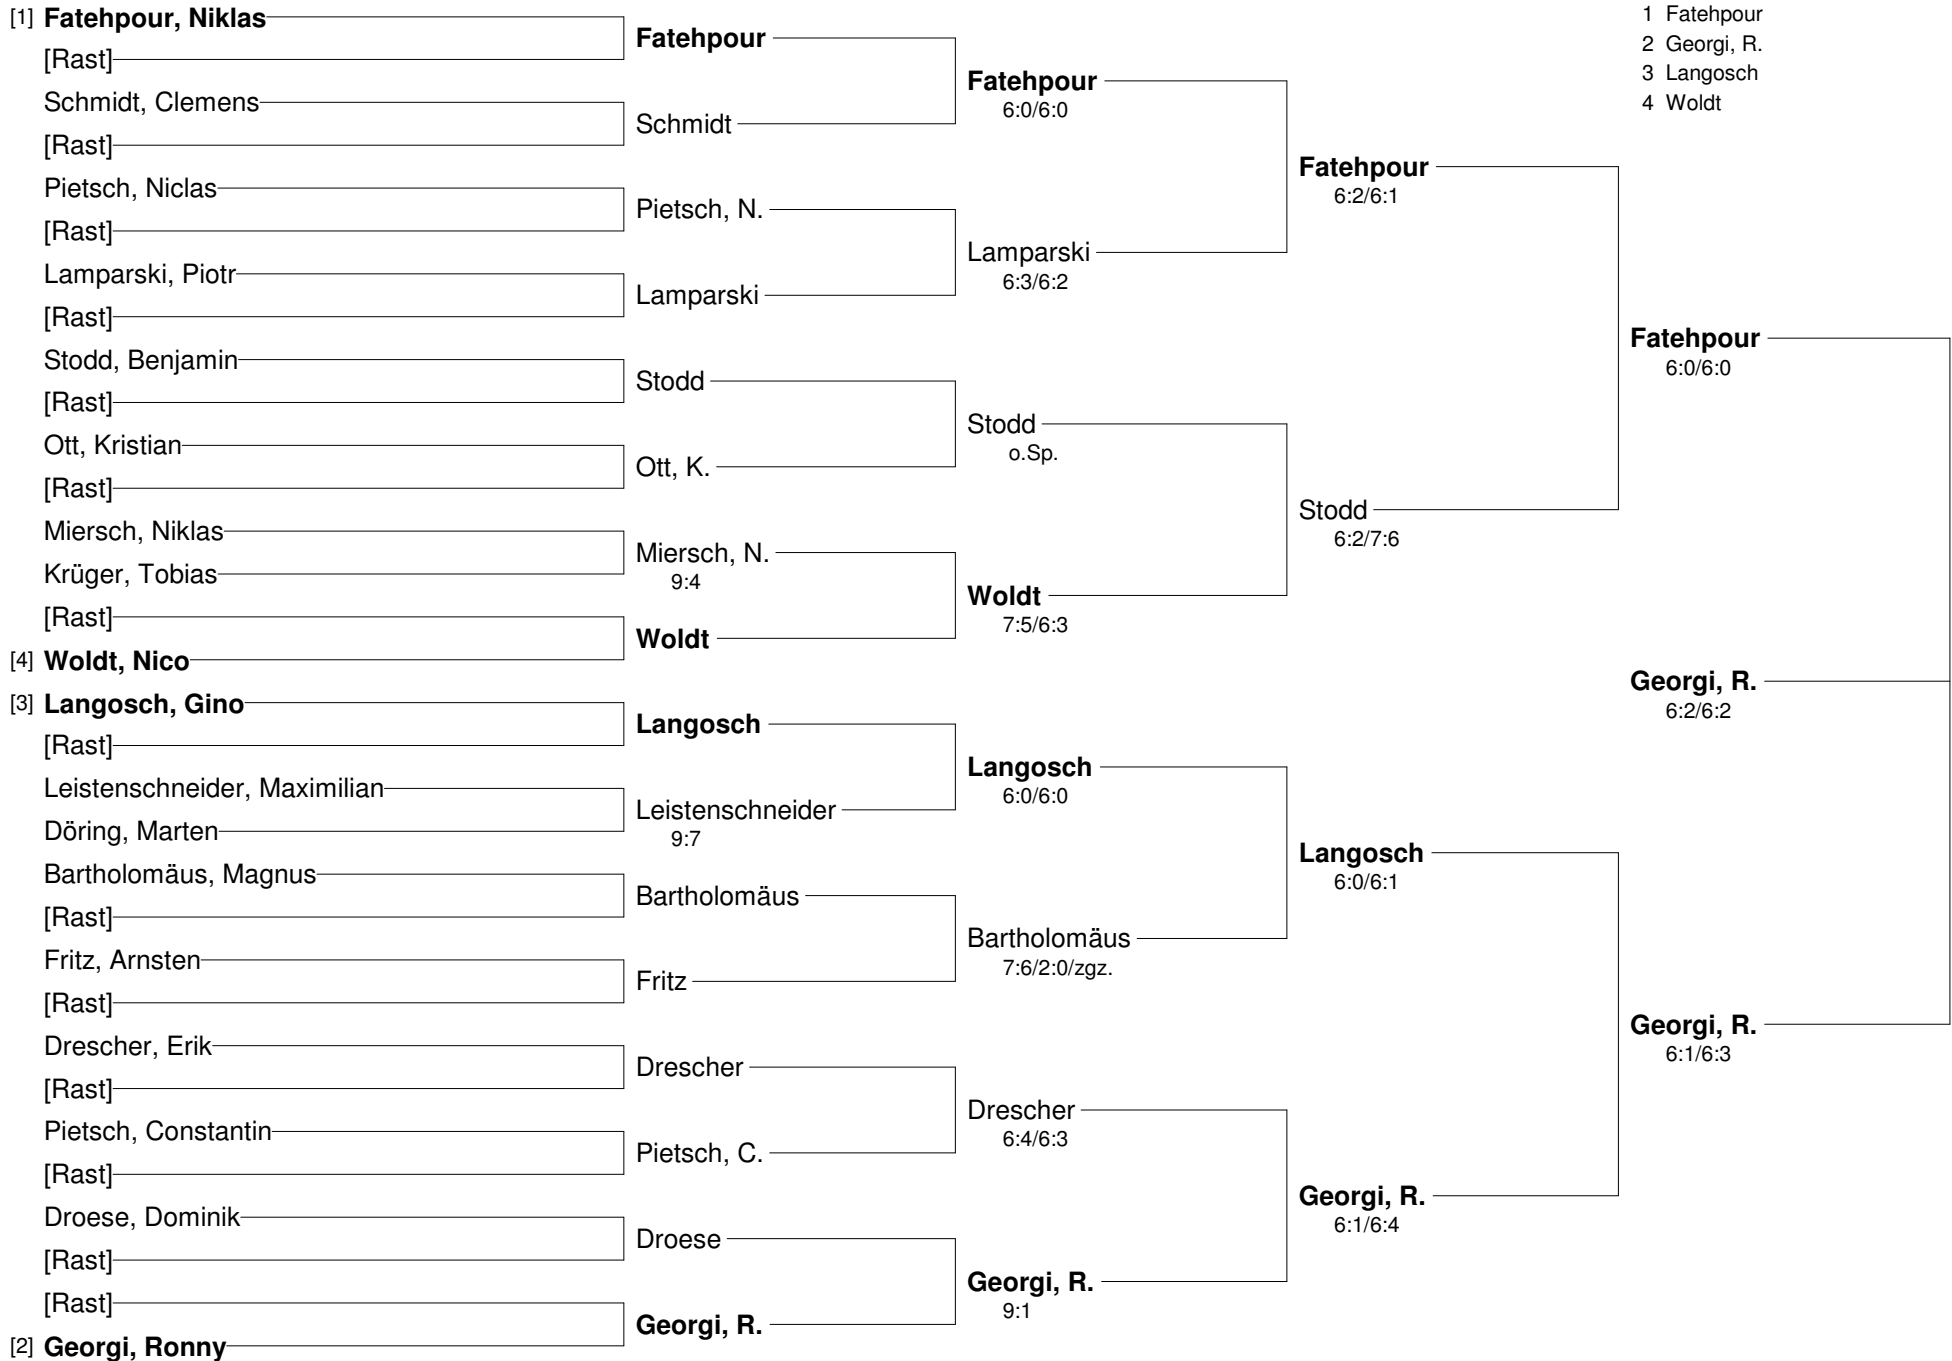 [1] Fatehpour, Niklas
[Rast]
Schmidt, Clemens
[Rast]
Pietsch, Niclas
[Rast]
Lamparski, Piotr
[Rast]
Stodd, Benjamin
[Rast]
Ott, Kristian
[Rast]
Miersch, Niklas
Krüger, Tobias
[Rast]
[4] Woldt, Nico
[3] Langosch, Gino
[Rast]
Leistenschneider, Maximilian
Döring, Marten
Bartholomäus, Magnus
[Rast]
Fritz, Arnsten
[Rast]
Drescher, Erik
[Rast]
Pietsch, Constantin
[Rast]
Droese, Dominik
[Rast]
[Rast]
[2] Georgi, Ronny
Fatehpour
Schmidt
Pietsch, N.
Lamparski
Stodd
Ott, K.
Miersch, N.
9:4
Woldt
Langosch
Leistenschneider
9:7
Bartholomäus
Fritz
Drescher
Pietsch, C.
Droese
Georgi, R.
Fatehpour
6:0/6:0
Lamparski
6:3/6:2
Stodd
o.Sp.
Woldt
7:5/6:3
Langosch
6:0/6:0
Bartholomäus
7:6/2:0/zgz.
Drescher
6:4/6:3
Georgi, R.
9:1
Fatehpour
6:2/6:1
Stodd
6:2/7:6
Langosch
6:0/6:1
Georgi, R.
6:1/6:4
1 Fatehpour
2 Georgi, R.
3 Langosch
4 Woldt
Fatehpour
6:0/6:0
Georgi, R.
6:2/6:2
Georgi, R.
6:1/6:3